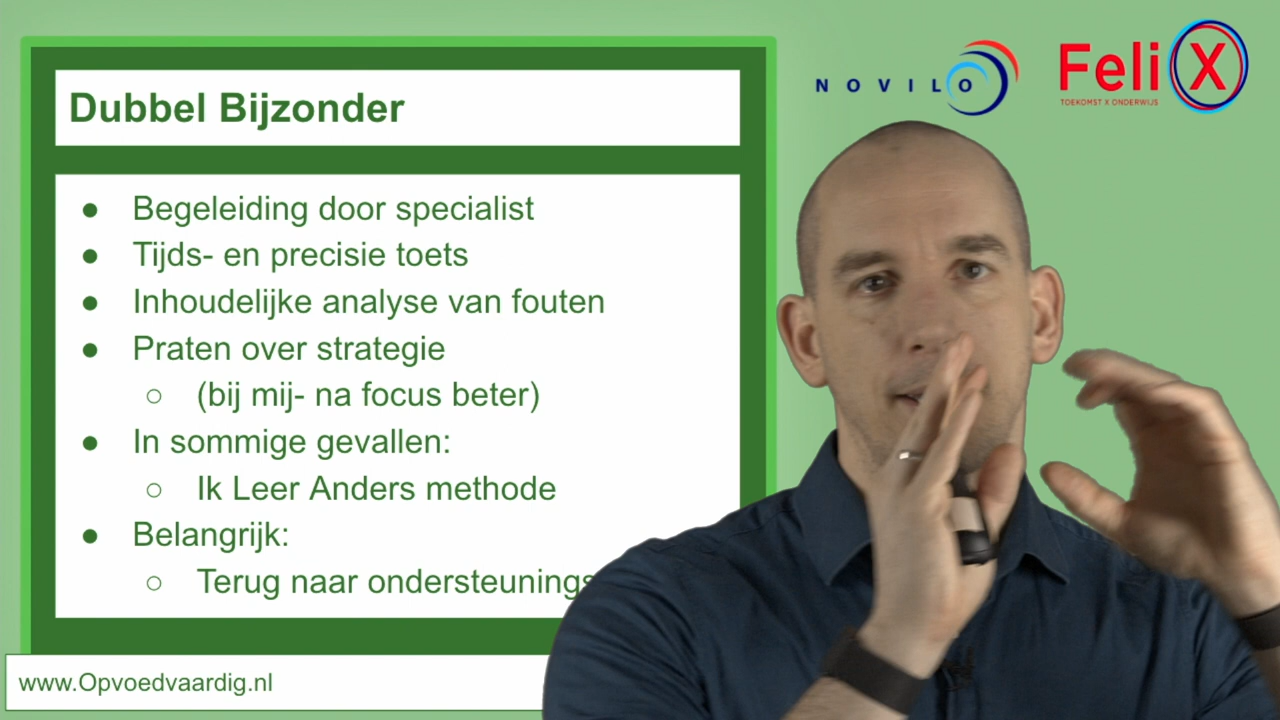 Dubbel Bijzonder
NOVILO
FeliX
TOEKOMST X ONDERWIJS
● Begeleiding door specialist
● Tijds- en precisie toets
● Inhoudelijke analyse van fouten
● Praten over strategie
○ (bij mij- na focus beter)
● In sommige gevallen:
○ Ik Leer Anders methode
● Belangrijk:
○ Terug naar ondersteunings
www.Opvoedvaardig.nl